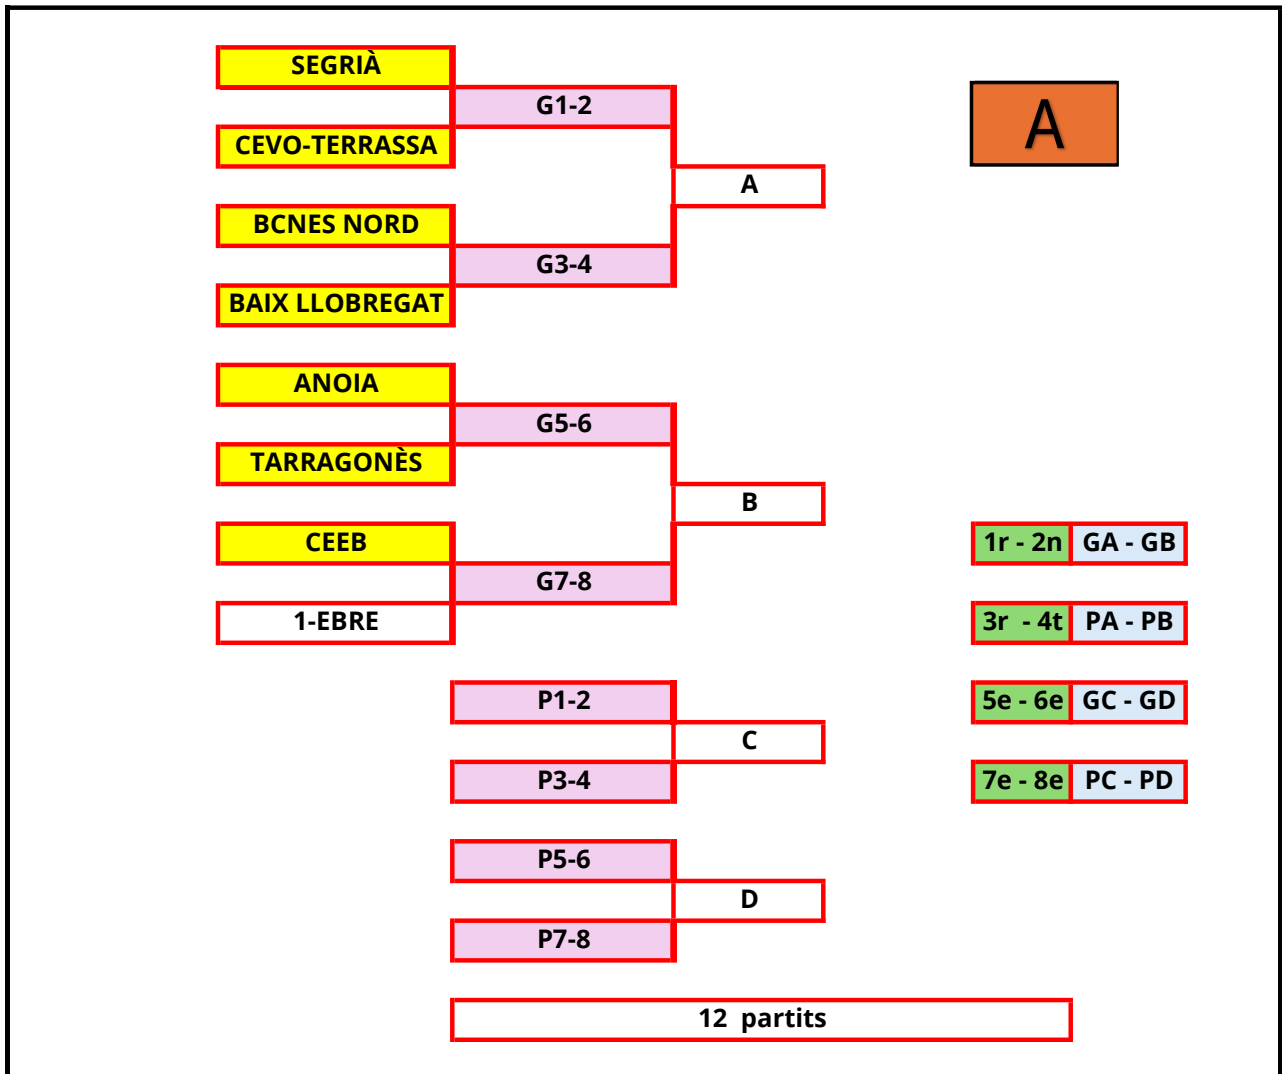 SEGRIÀ
G1-2
A
CEVO-TERRASSA
A
BCNES NORD
G3-4
BAIX LLOBREGAT
ANOIA
G5-6
TARRAGONÈS
B
CEEB
1r - 2n GA - GB
G7-8
1-EBRE
3r - 4t PA - PB
P1-2
5e - 6e GC - GD
C
P3-4
7e - 8e PC - PD
P5-6
D
P7-8
12 partits